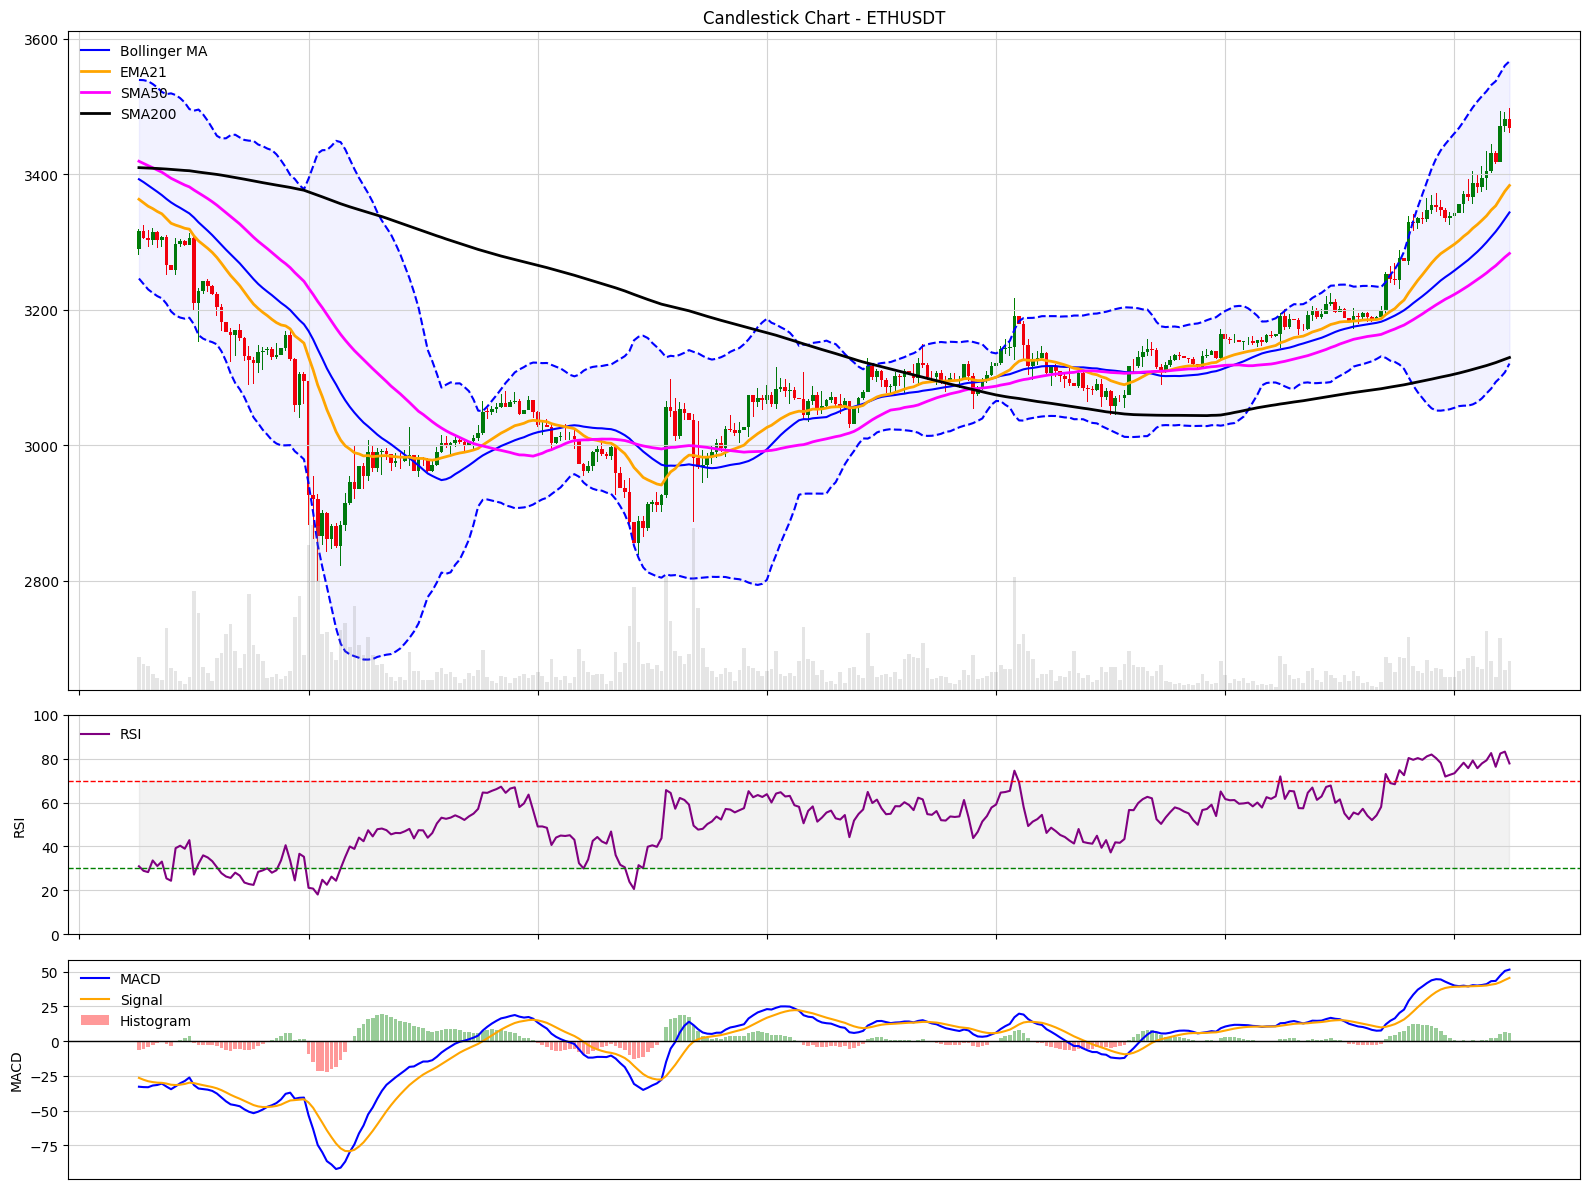 Candlestick Chart - ETHUSDT
3600
3400
3200
3000
2800
Bollinger MA
EMA21
SMA50
SMA200
100
80
60
40
20
0
RSI
RSI
50
25
0
−25
−50
−75
MACD
MACD
Signal
Histogram